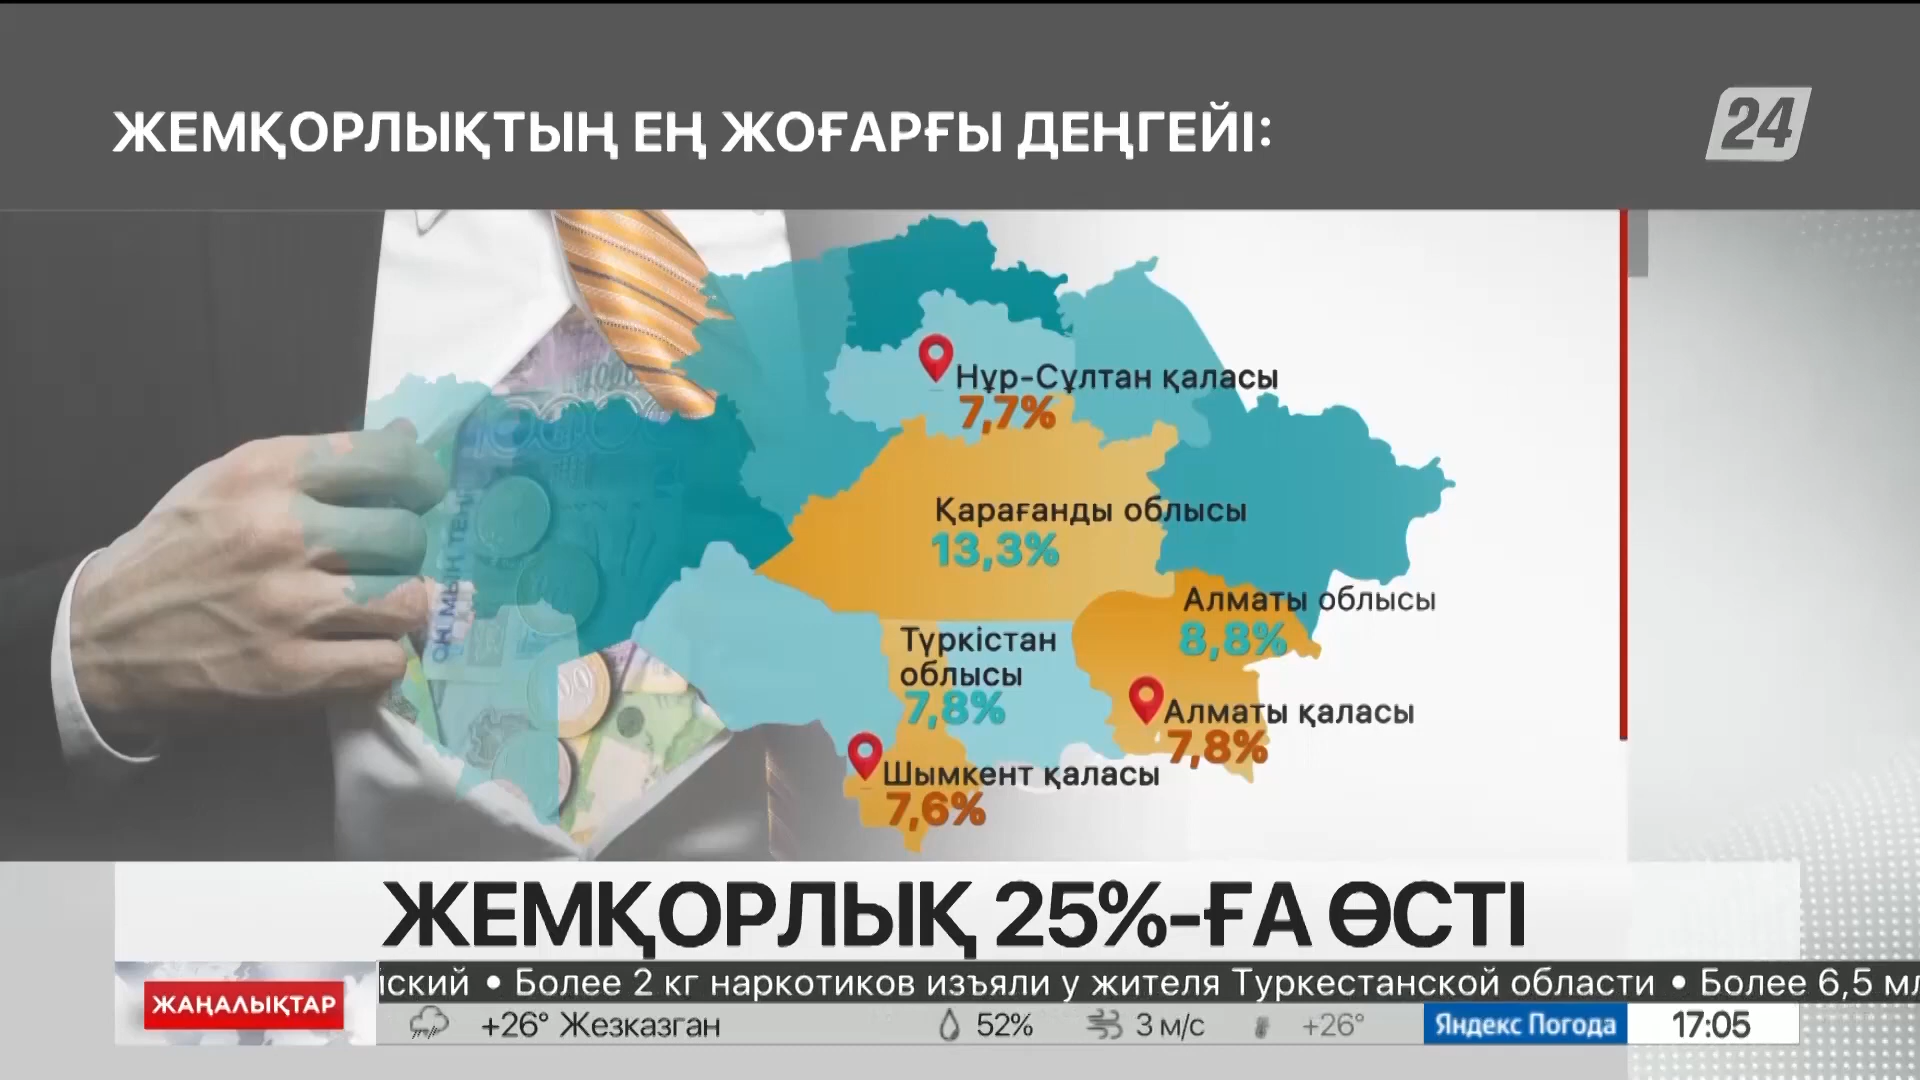 ЖЕМҚОРЛЫҚТЫҢ ЕҢ ЖОҒАРҒЫ ДЕҢГЕЙІ:
24
Нұр-Сұлтан қаласы
7,7%
Қарағанды облысы
13,3%
Алматы облысы
8,8%
Түркістан
облысы
7,8%
Алматы қаласы
7,8%
Шымкент қаласы
7,6%
ЖЕМҚОРЛЫҚ 25%-ҒА ӨСТІ
ЖАҢАЛЫҚТАР
йский • Более 2 кг наркотиков изъяли у жителя Туркестанской области • Более 6,5 мл
+26° Жезказган 52% 3 м/с +26° Яндекс Погода 17:05